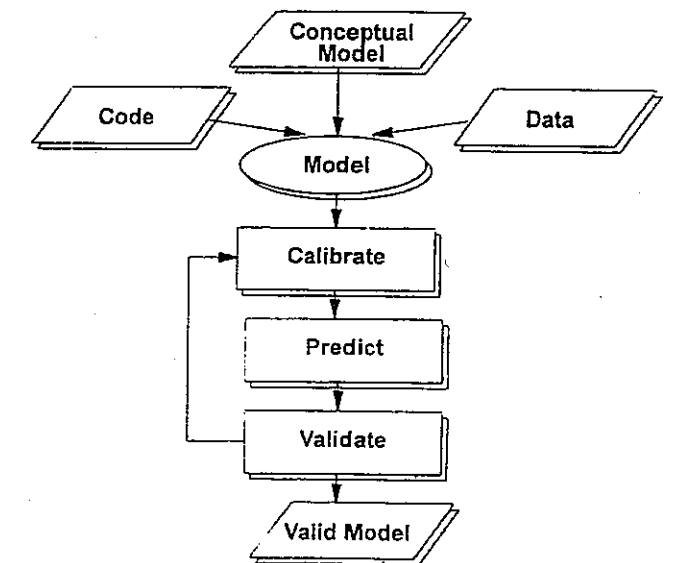 Conceptual
Model
Code
Data
Model
Calibrate
Predict
Validate
Valid Model